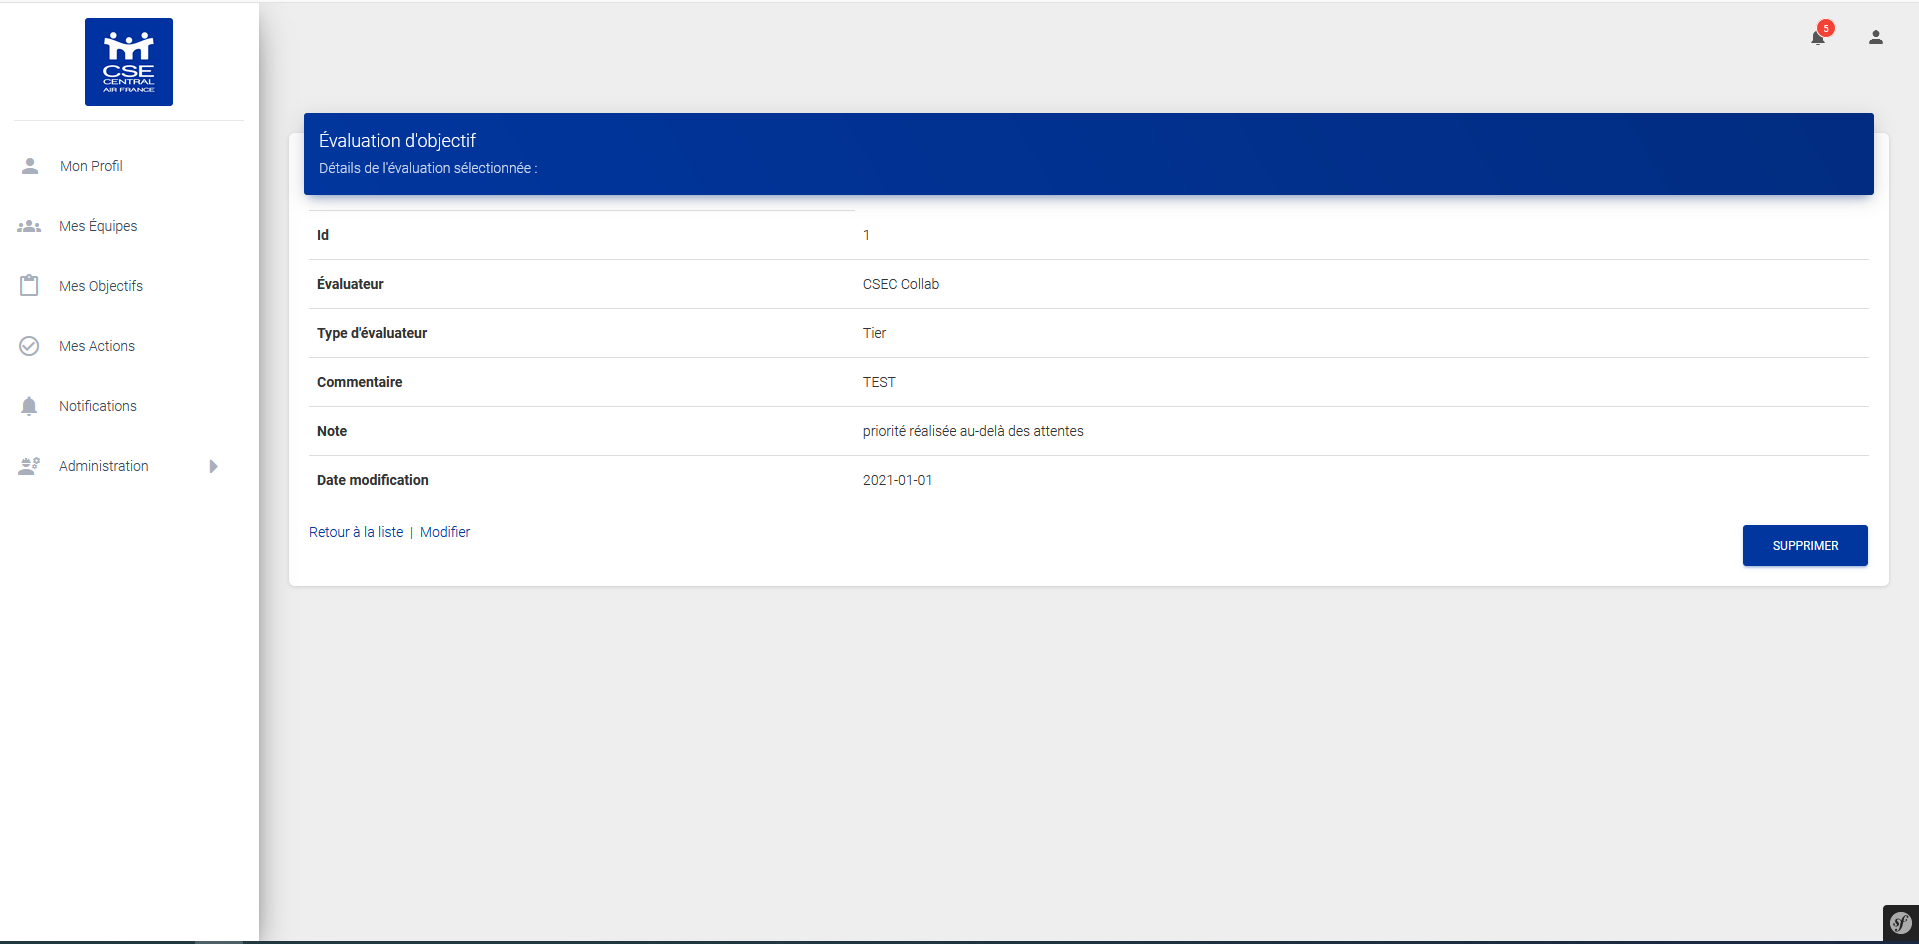 CSE
CENTRAL
AIR FRANCE
5
Mon Profil
Mes Équipes
Mes Objectifs
Mes Actions
Notifications
Administration
Évaluation d'objectif
Détails de l'évaluation sélectionnée :
Id 1
Évaluateur CSEC Collab
Type d'évaluateur Tier
Commentaire TEST
Note priorité réalisée au-delà des attentes
Date modification 2021-01-01
Retour à la liste | Modifier
SUPPRIMER
sf